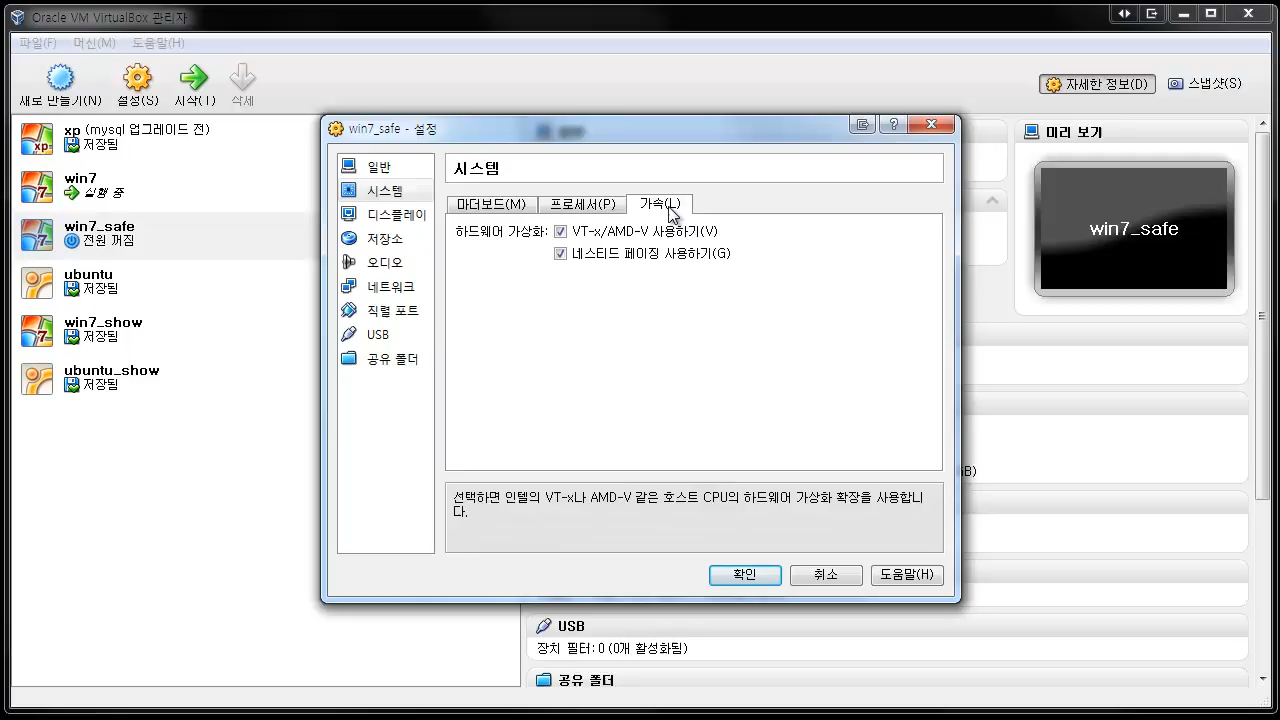 Oracle VM VirtualBox 관리자
파일(F) 머신(M) 도움말(H)
새로 만들기(N) 설정(S) 시작(T) 삭제
자세한 정보(D) 스냅샷(S)
xp (mysql 업그레이드 전)
저장됨
win7
실행 중
win7_safe
전원 꺼짐
ubuntu
저장됨
win7_show
저장됨
ubuntu_show
저장됨
win7_safe - 설정
일반
시스템
디스플레이
저장소
오디오
네트워크
직렬 포트
USB
공유 폴더
시스템
마더보드(M) 프로세서(P) 가속(L)
하드웨어 가상화: VT-x/AMD-V 사용하기(V)
네스티드 페이징 사용하기(G)
선택하면 인텔의 VT-x나 AMD-V 같은 호스트 CPU의 하드웨어 가상화 확장을 사용합니
다.
확인 취소 도움말(H)
미리 보기
win7_safe
USB
장치 필터: 0 (0개 활성화됨)
공유 폴더